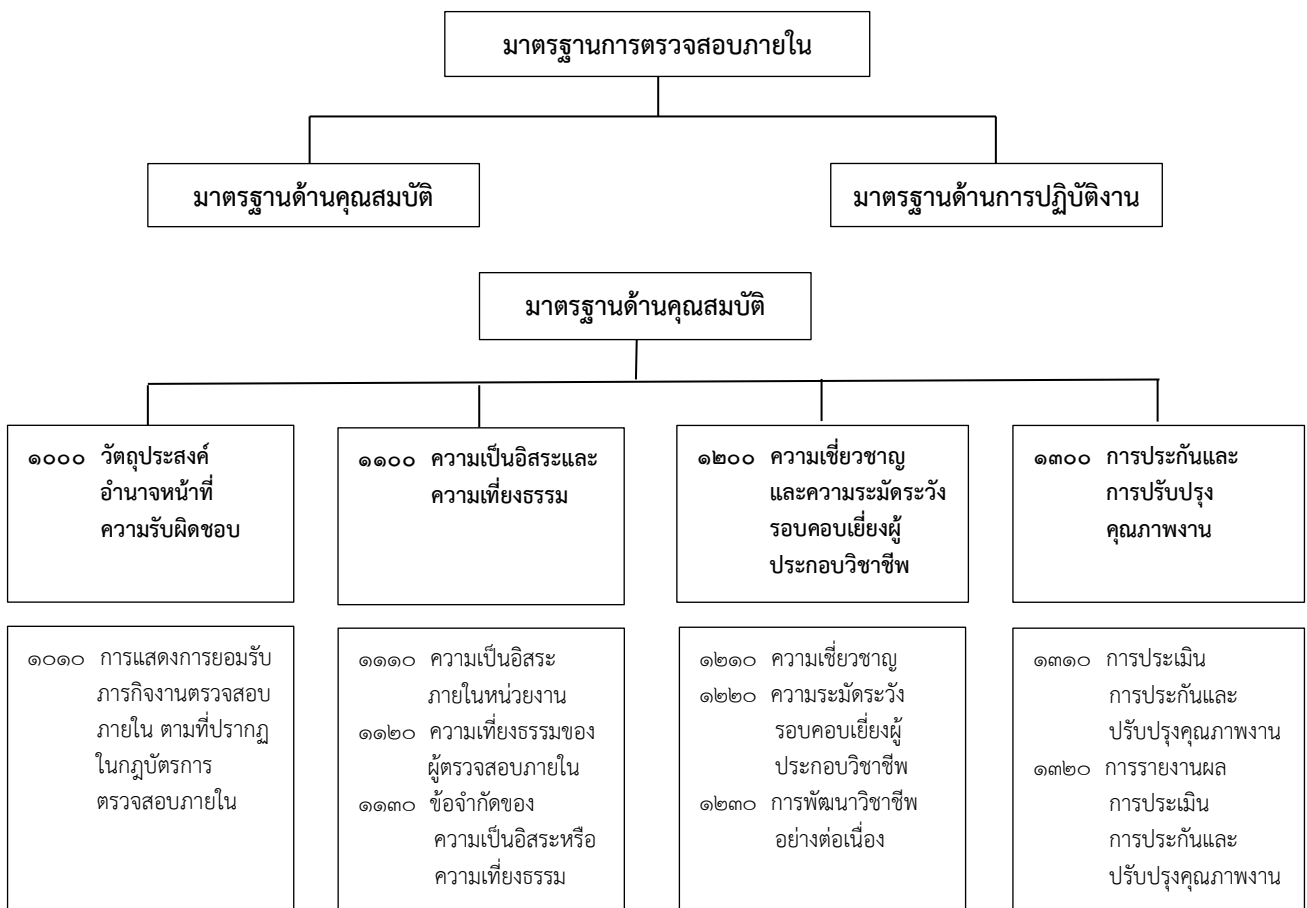 มาตรฐานการตรวจสอบภายใน
มาตรฐานด้านคุณสมบัติ
มาตรฐานด้านการปฏิบัติงาน
มาตรฐานด้านคุณสมบัติ
๑๐๐๐ วัตถุประสงค์
อำนาจหน้าที่
ความรับผิดชอบ
๑๑๐๐ ความเป็นอิสระและ
ความเที่ยงธรรม
๑๒๐๐ ความเชี่ยวชาญ
และความระมัดระวัง
รอบคอบเยี่ยงผู้
ประกอบวิชาชีพ
๑๓๐๐ การประกันและ
การปรับปรุง
คุณภาพงาน
๑๐๑๐ การแสดงการยอมรับ
ภารกิจงานตรวจสอบ
ภายใน ตามที่ปรากฏ
ในกฎบัตรการ
ตรวจสอบภายใน
๑๑๑๐ ความเป็นอิสระ
ภายในหน่วยงาน
๑๑๒๐ ความเที่ยงธรรมของ
ผู้ตรวจสอบภายใน
๑๑๓๐ ข้อจำกัดของ
ความเป็นอิสระหรือ
ความเที่ยงธรรม
๑๒๑๐ ความเชี่ยวชาญ
๑๒๒๐ ความระมัดระวัง
รอบคอบเยี่ยงผู้
ประกอบวิชาชีพ
๑๒๓๐ การพัฒนาวิชาชีพ
อย่างต่อเนื่อง
๑๓๑๐ การประเมิน
การประกันและ
ปรับปรุงคุณภาพงาน
๑๓๒๐ การรายงานผล
การประเมิน
การประกันและ
ปรับปรุงคุณภาพงาน